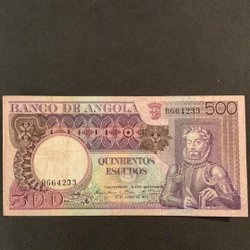 BANCO DE ANGOLA
500
B664233
QUINHENTOS
ESCUDOS
B664233
500